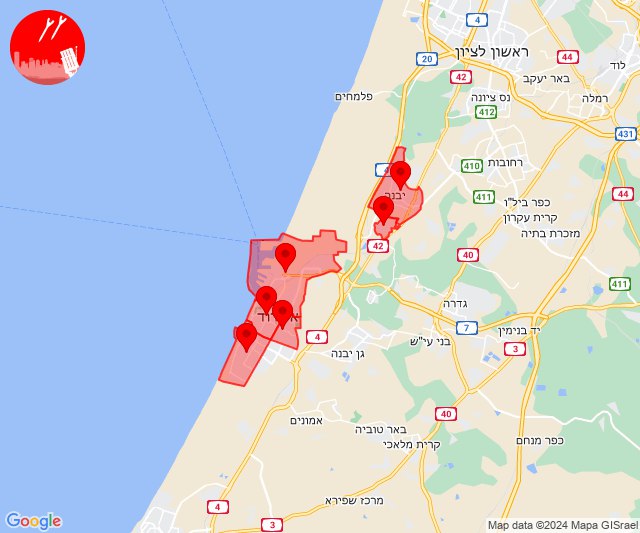 4
ראשון לציון
44
לוד
20
42
באר יעקב
פלמחים
נס ציונה
רמלה
412
431
4
410
רחובות
יבנה
411
44
כפר ביל"ו
קרית עקרון
מזכרת בתיה
42
40
411
גדרה
7
4
בני עי"ש
יד בנימין
גן יבנה
3
40
אמונים
באר טוביה
קרית מלאכי
כפר מנחם
מרכז שפירא
4
3
Google
Map data ©2024 Mapa GISrael